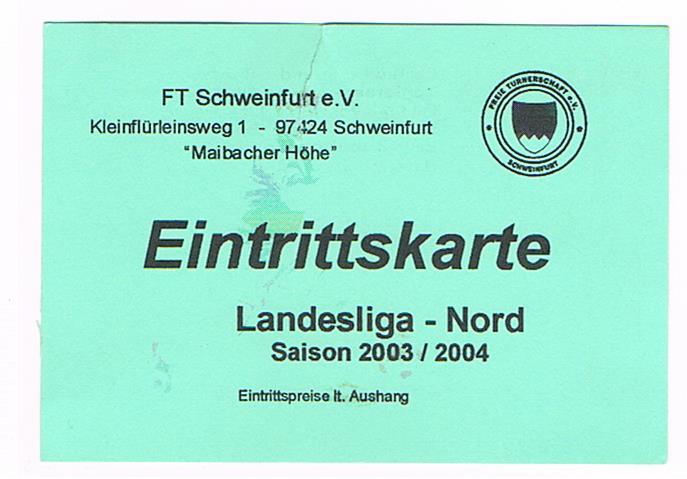 FT Schweinfurt e.V.
Kleinflürleinsweg 1 - 97424 Schweinfurt
"Maibacher Höhe"
FREIE TURNERSCHAFT e.V.
SCHWEINFURT
Eintrittskarte
Landesliga - Nord
Saison 2003 / 2004
Eintrittspreise lt. Aushang